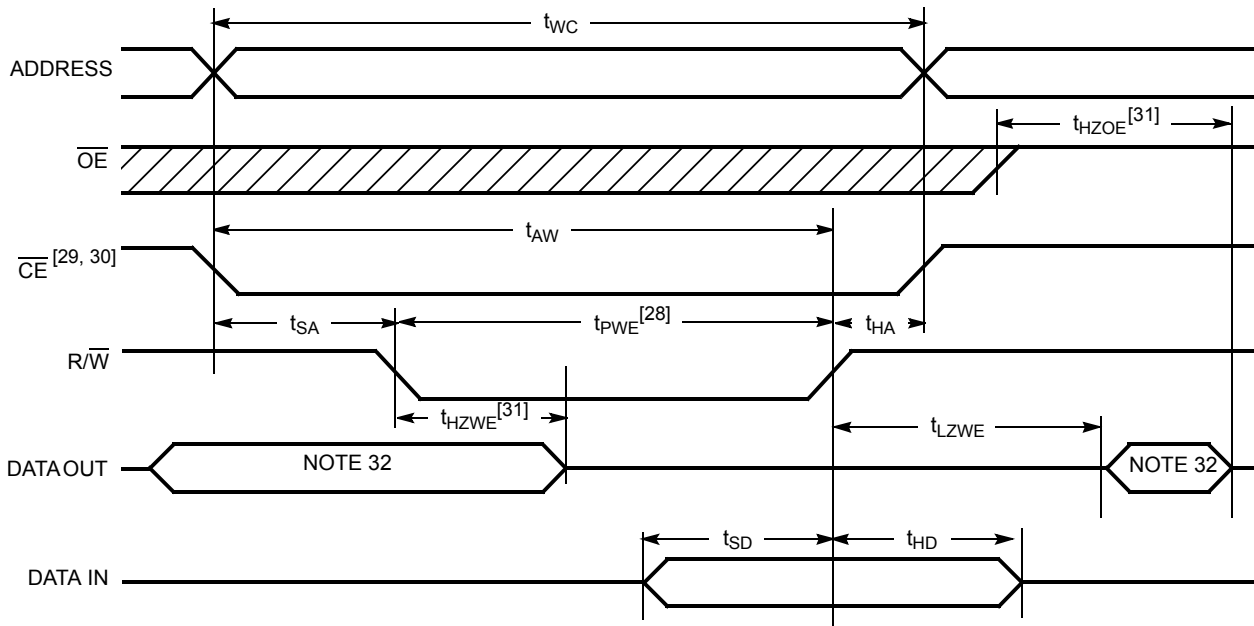 tWC
ADDRESS
tHZOE[31]
OE
tAW
CE [29, 30]
tSA
tPWE[28]
tHA
R/W
tHZWE[31]
tLZWE
DATA OUT
NOTE 32
NOTE 32
tSD
tHD
DATA IN